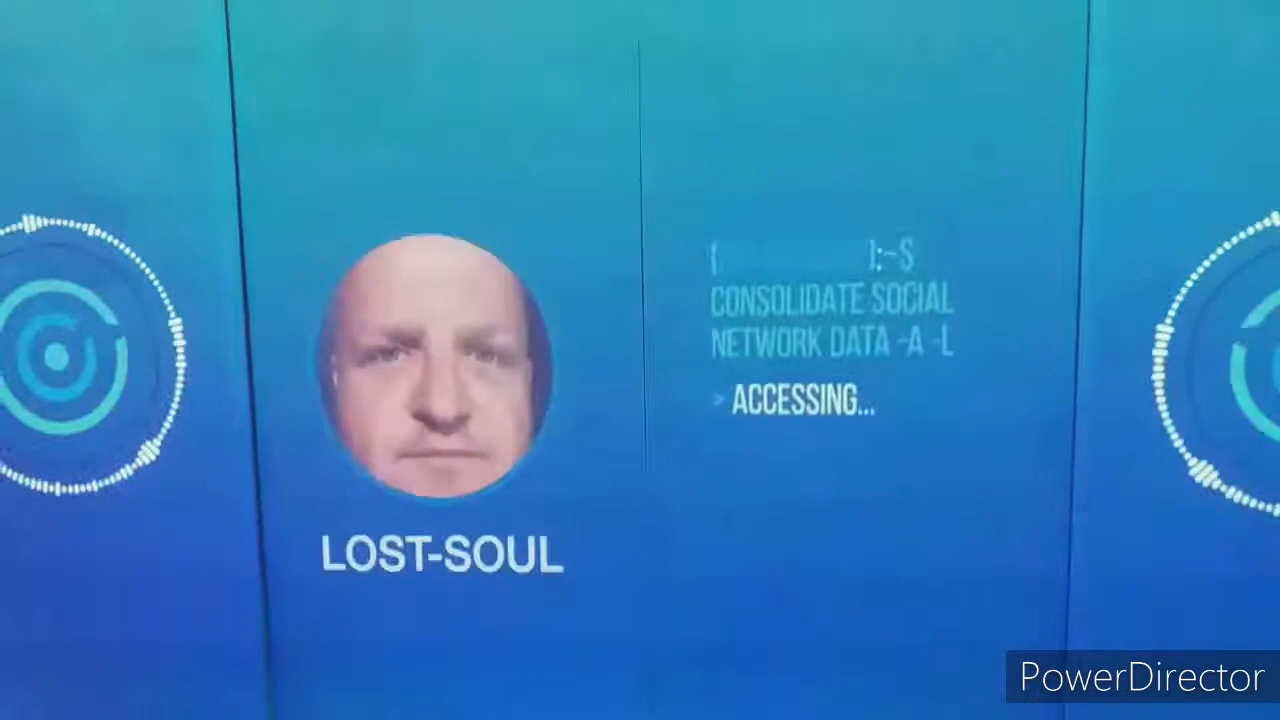 [ ]:~$
CONSOLIDATE SOCIAL
NETWORK DATA -A -L
> ACCESSING...
LOST-SOUL
PowerDirector